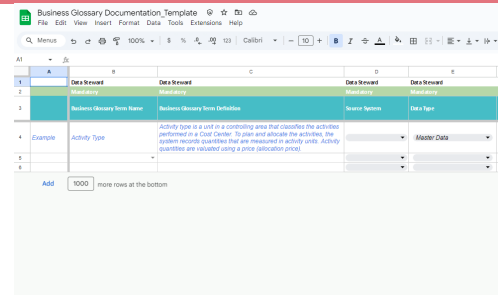 Business Glossary Documentation_Template
File Edit View Insert Format Data Tools Extensions Help
Menus 100% $ % .0 .00 123 Calibri 10 B I A
A1 fx
A B C D E
1 Data Steward Data Steward Data Steward Data Steward
2 Mandatory Mandatory Mandatory Mandatory
3 Business Glossary Term Name Business Glossary Term Definition Source System Data Type
Activity type is a unit in a controlling area that classifies the activities
4 Example Activity Type performed in a Cost Center. To plan and allocate the activities, the Master Data
system records quantities that are measured in activity units. Activity
quantities are valuated using a price (allocation price).
5
6
Add 1000 more rows at the bottom